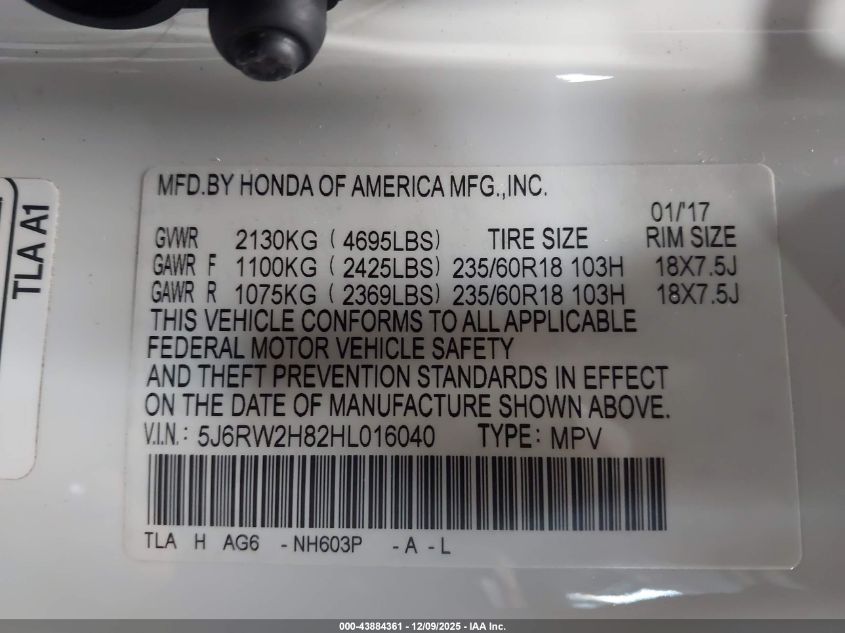 MFD.BY HONDA OF AMERICA MFG.,INC.
01/'17
GVWR 2130KG ( 4695LBS) TIRE SIZE RIM SIZE
GAWR F 1100KG ( 2425LBS) 235/60R18 103H 18X7.5J
GAWR R 1075KG ( 2369LBS) 235/60R18 103H 18X7.5J
THIS VEHICLE CONFORMS TO ALL APPLICABLE
FEDERAL MOTOR VEHICLE SAFETY
AND THEFT PREVENTION STANDARDS IN EFFECT
ON THE DATE OF MANUFACTURE SHOWN ABOVE.
V.I.N.: 5J6RW2H82HL016040 TYPE: MPV
TLA H AG6 -NH603P -A -L
TLA A1
000-43884361 - 12/09/2025 - IAA Inc.